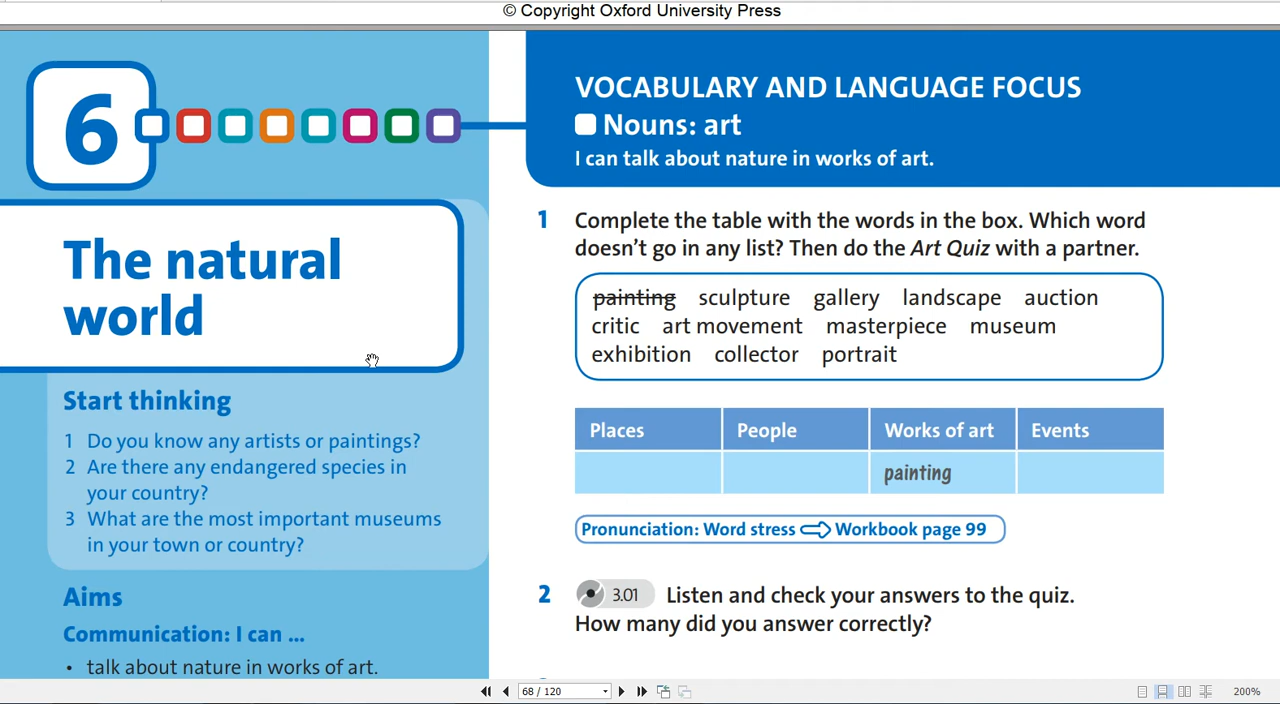 © Copyright Oxford University Press
6
The natural
world
Start thinking
1 Do you know any artists or paintings?
2 Are there any endangered species in
your country?
3 What are the most important museums
in your town or country?
Aims
Communication: I can ...
• talk about nature in works of art.
VOCABULARY AND LANGUAGE FOCUS
Nouns: art
I can talk about nature in works of art.
1 Complete the table with the words in the box. Which word
doesn't go in any list? Then do the Art Quiz with a partner.
painting sculpture gallery landscape auction
critic art movement masterpiece museum
exhibition collector portrait
Places People Works of art Events
painting
Pronunciation: Word stress ⇨ Workbook page 99
2 3.01 Listen and check your answers to the quiz.
How many did you answer correctly?
68 / 120
200%